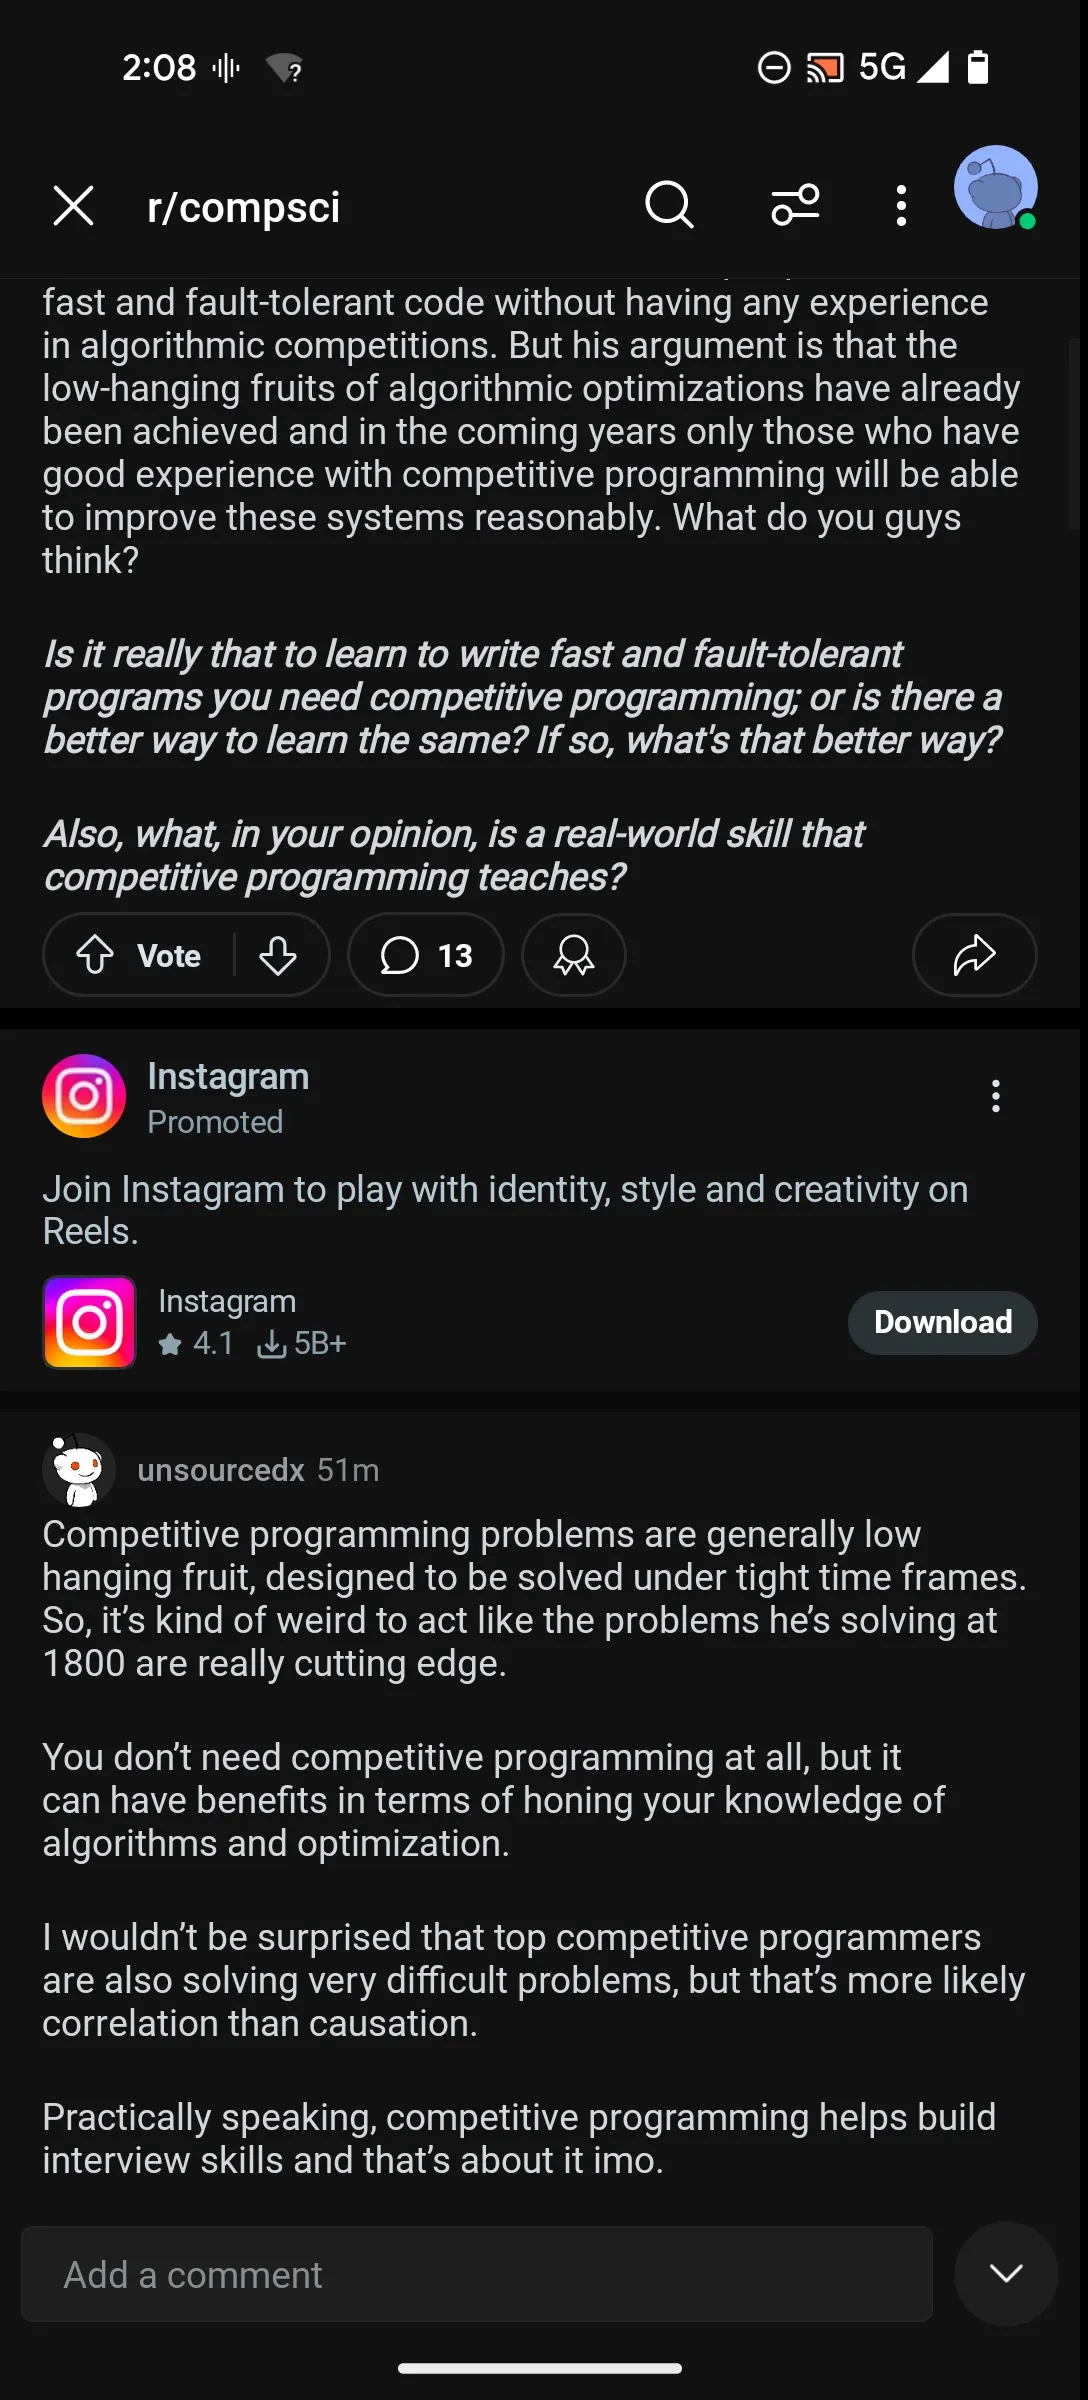 2:08
5G
r/compsci
fast and fault-tolerant code without having any experience
in algorithmic competitions. But his argument is that the
low-hanging fruits of algorithmic optimizations have already
been achieved and in the coming years only those who have
good experience with competitive programming will be able
to improve these systems reasonably. What do you guys
think?
Is it really that to learn to write fast and fault-tolerant
programs you need competitive programming; or is there a
better way to learn the same? If so, what's that better way?
Also, what, in your opinion, is a real-world skill that
competitive programming teaches?
Vote
13
Instagram
Promoted
Join Instagram to play with identity, style and creativity on
Reels.
Instagram
4.1 5B+
Download
unsourcedx 51m
Competitive programming problems are generally low
hanging fruit, designed to be solved under tight time frames.
So, it’s kind of weird to act like the problems he’s solving at
1800 are really cutting edge.
You don’t need competitive programming at all, but it
can have benefits in terms of honing your knowledge of
algorithms and optimization.
I wouldn’t be surprised that top competitive programmers
are also solving very difficult problems, but that’s more likely
correlation than causation.
Practically speaking, competitive programming helps build
interview skills and that’s about it imo.
Add a comment